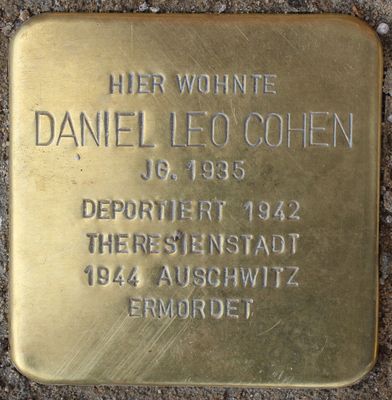 HIER WOHNTE
DANIEL LEO COHEN
JG. 1935
DEPORTIERT 1942
THERESIENSTADT
1944 AUSCHWITZ
ERMORDET